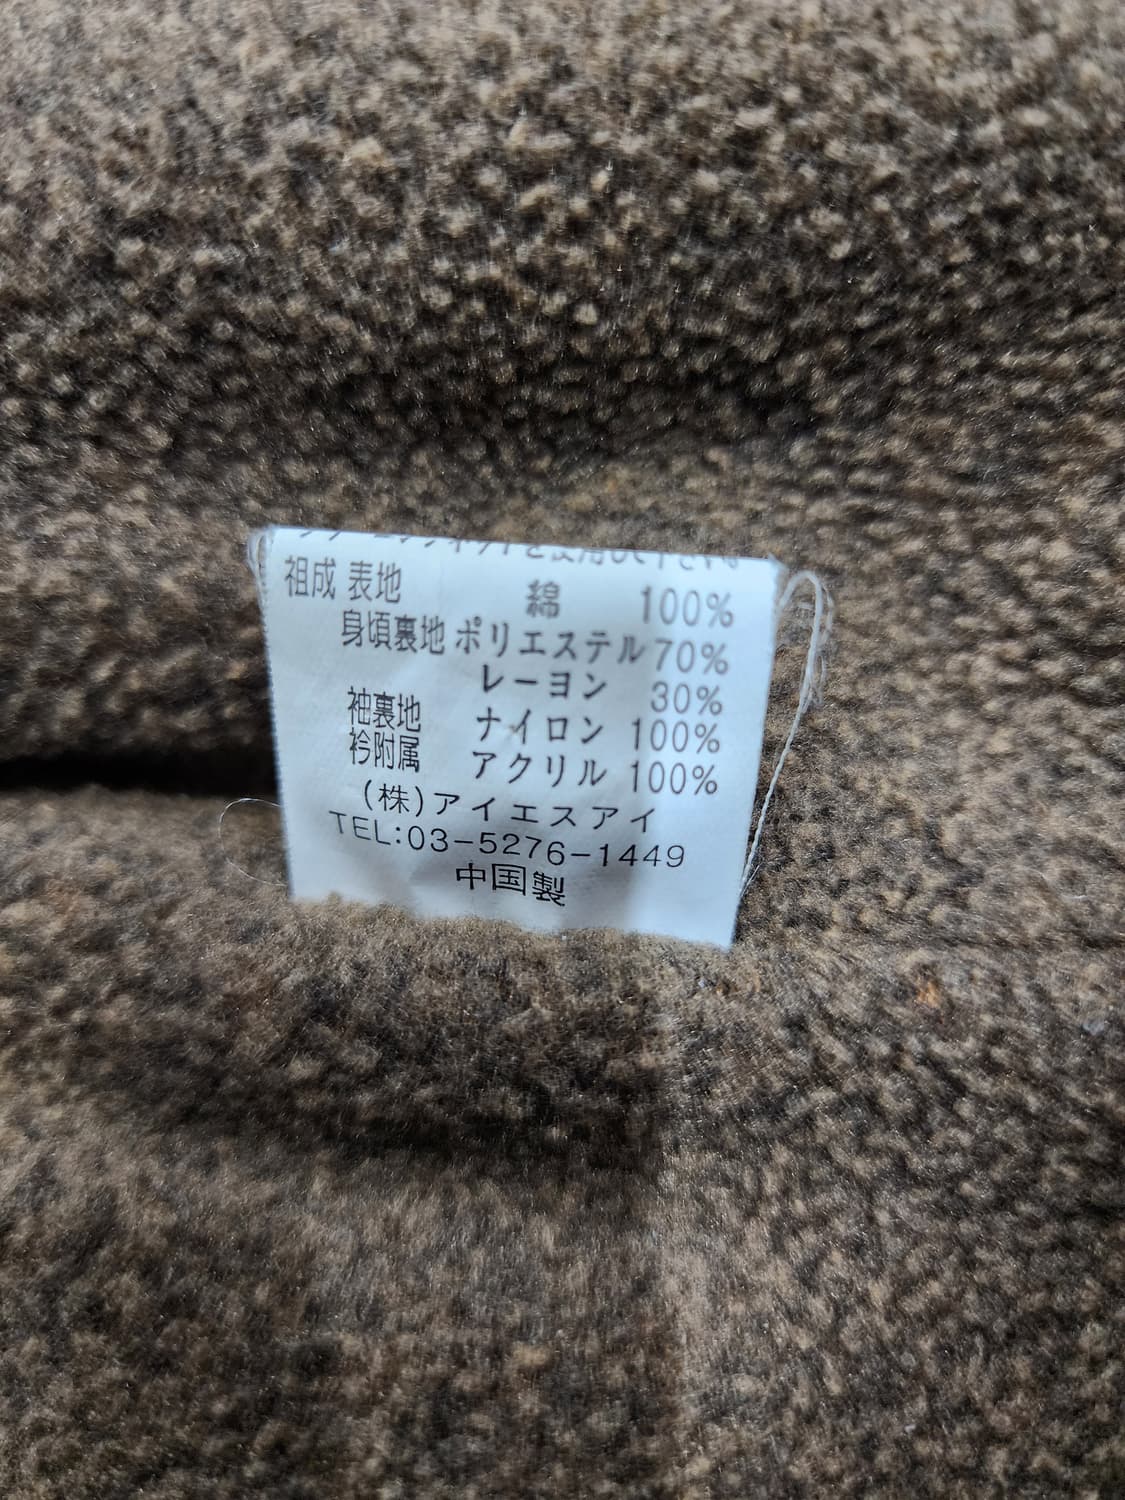 祖成 表地 綿 100%
身頃裏地 ポリエステル 70%
レーヨン 30%
袖裏地 ナイロン 100%
衿附属 アクリル 100%
(株)アイエスアイ
TEL:03-5276-1449
中国製